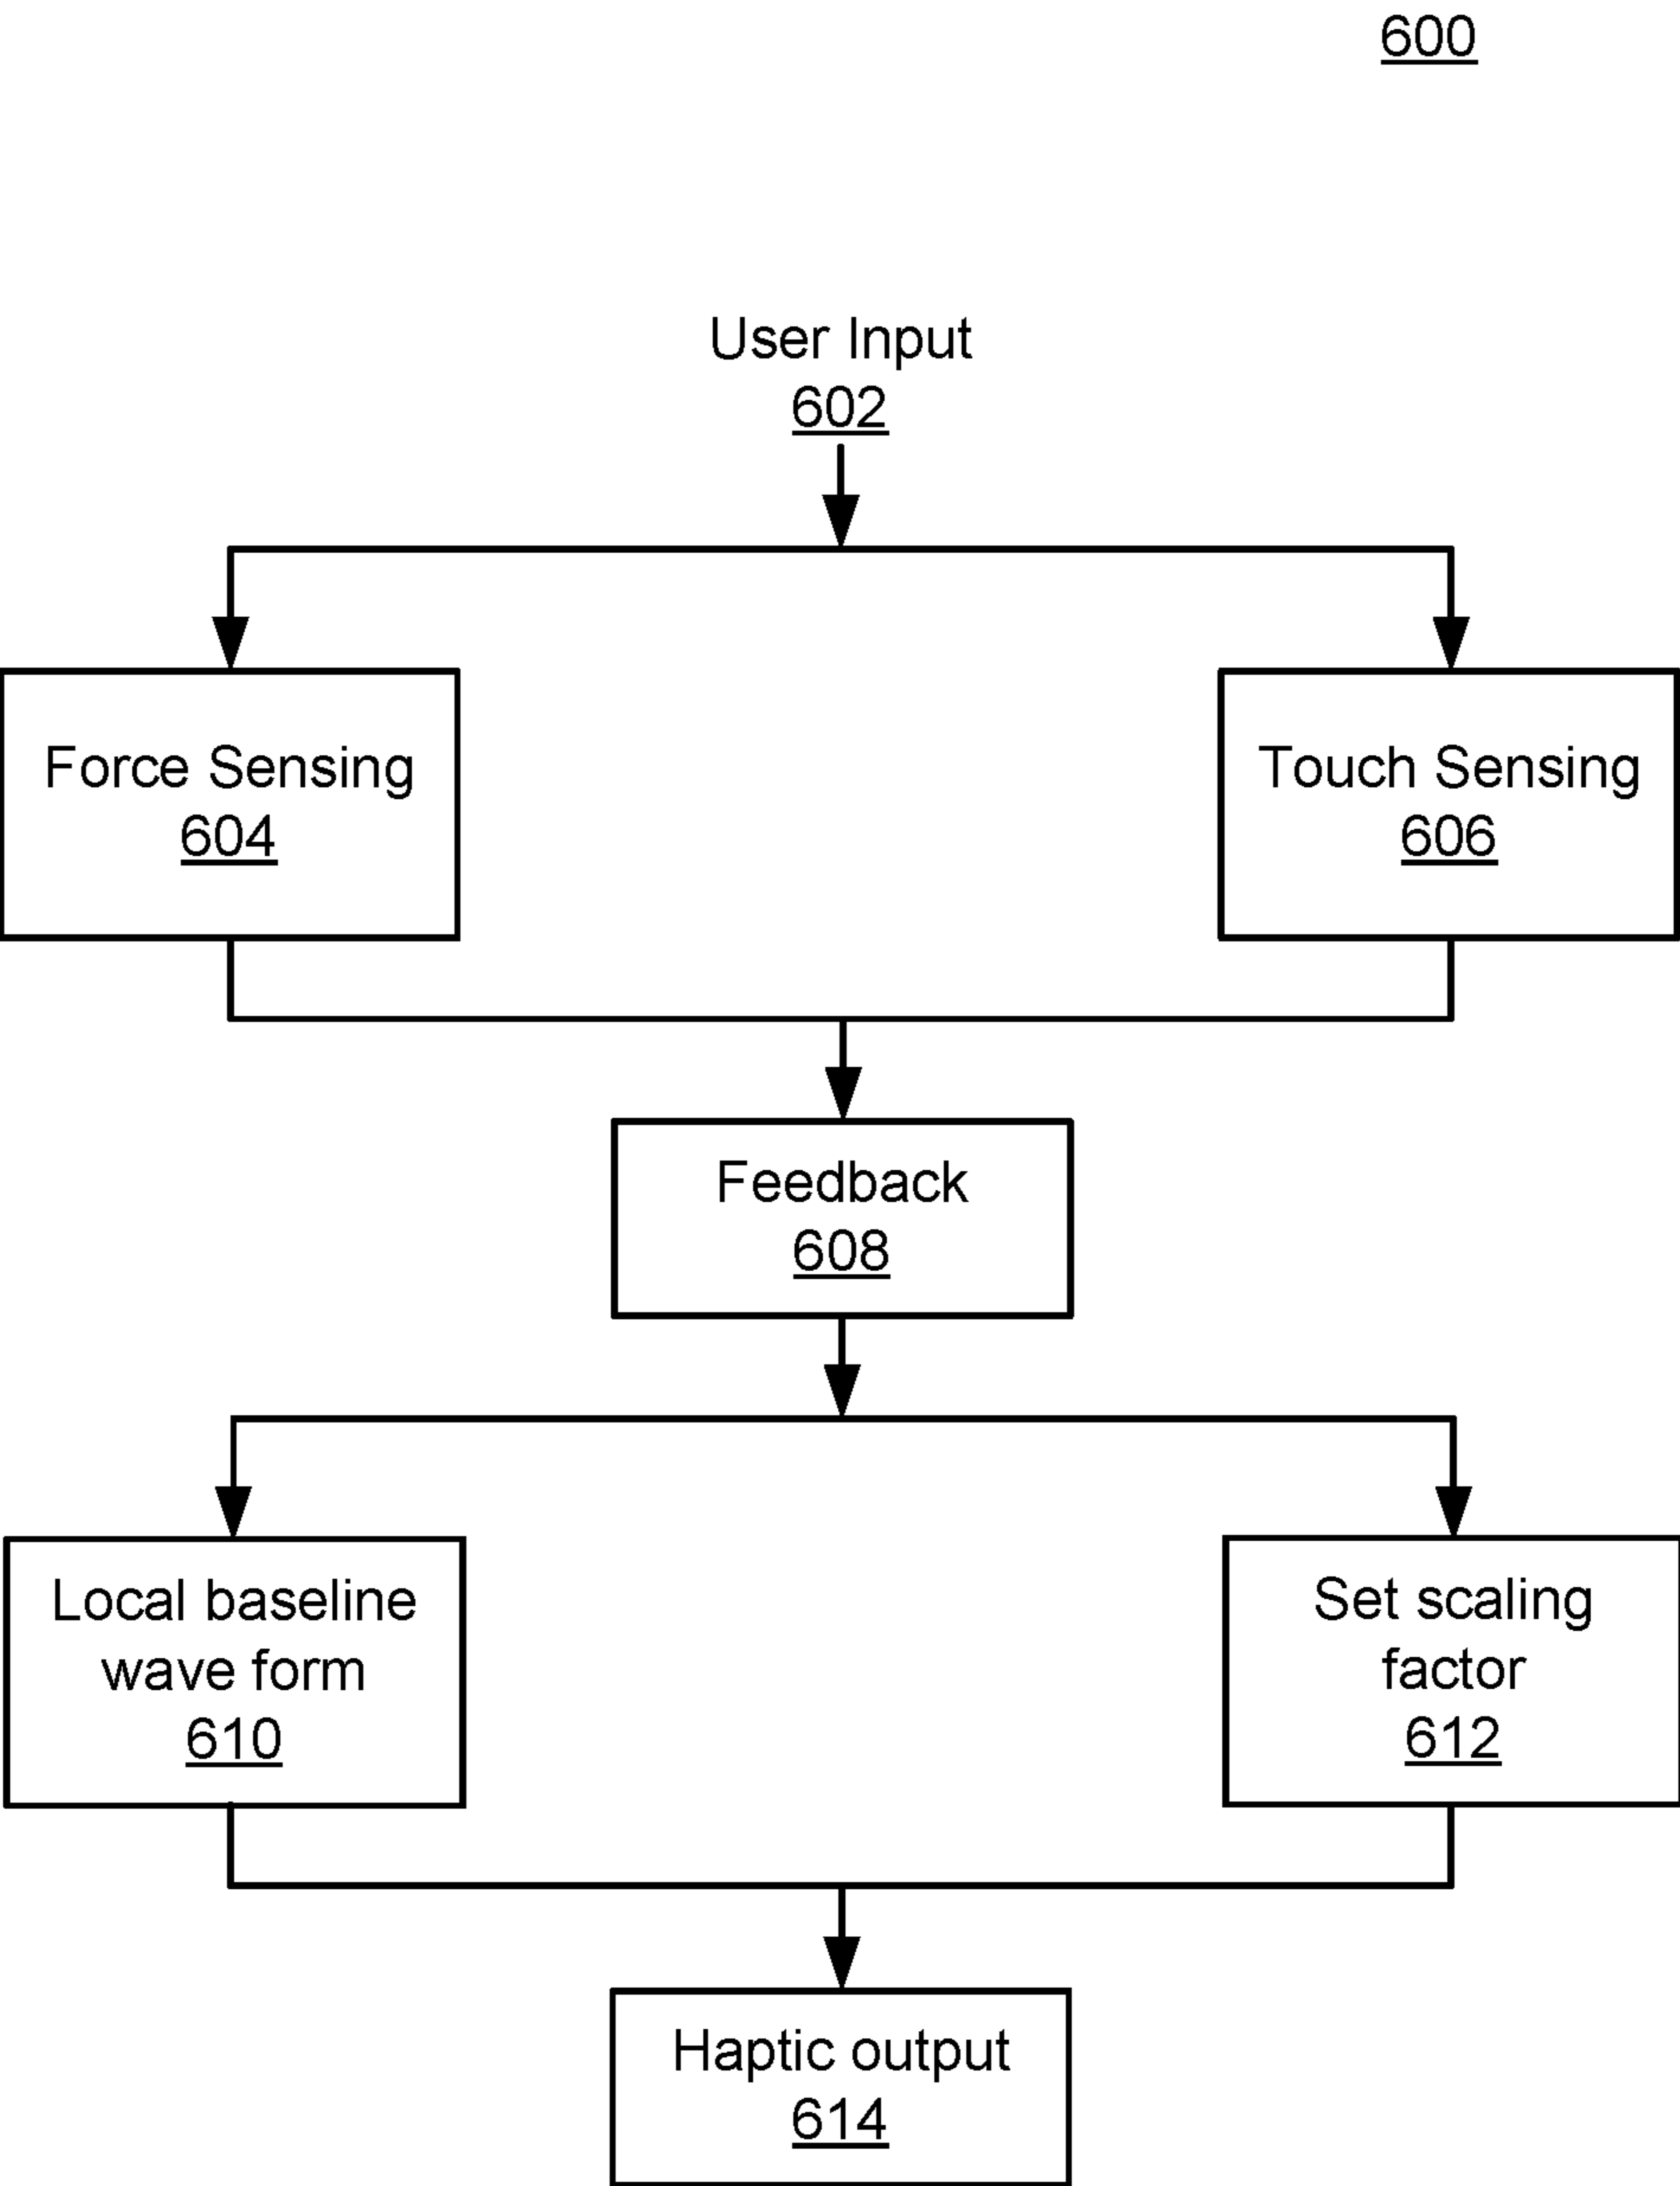 600
User Input
602
Force Sensing
604
Touch Sensing
606
Feedback
608
Local baseline
wave form
610
Set scaling
factor
612
Haptic output
614